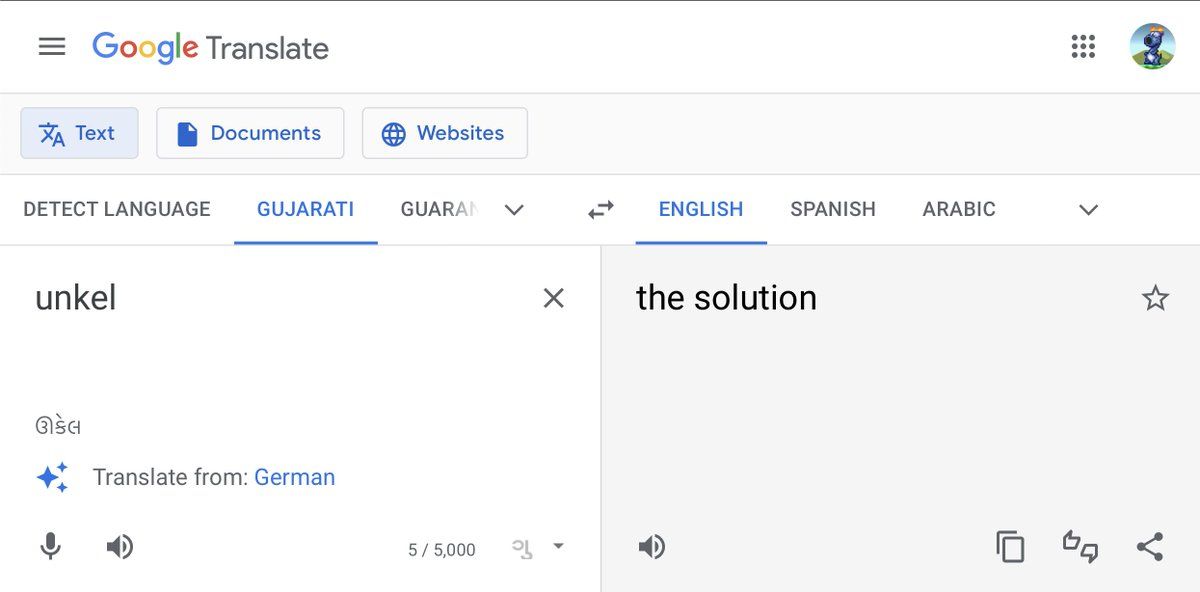 Google Translate
Text Documents Websites
DETECT LANGUAGE GUJARATI GUARAN ENGLISH SPANISH ARABIC
unkel the solution
ઊકેલ
Translate from: German
5 / 5,000